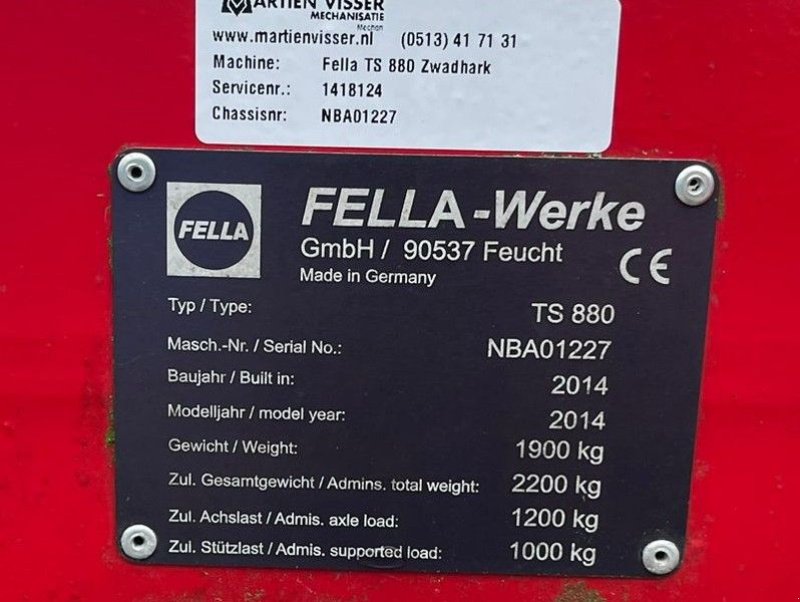 MARTIEN VISSER
MECHANISATIE
Mechan
www.martienvisser.nl (0513) 41 71 31
Machine: Fella TS 880 Zwadhark
Servicenr.: 1418124
Chassisnr: NBA01227
FELLA
FELLA-Werke
GmbH / 90537 Feucht
Made in Germany
CE
Typ / Type: TS 880
Masch.-Nr. / Serial No.: NBA01227
Baujahr / Built in: 2014
Modelljahr / model year: 2014
Gewicht / Weight: 1900 kg
Zul. Gesamtgewicht / Admins. total weight: 2200 kg
Zul. Achslast / Admis. axle load: 1200 kg
Zul. Stützlast / Admis. supported load: 1000 kg